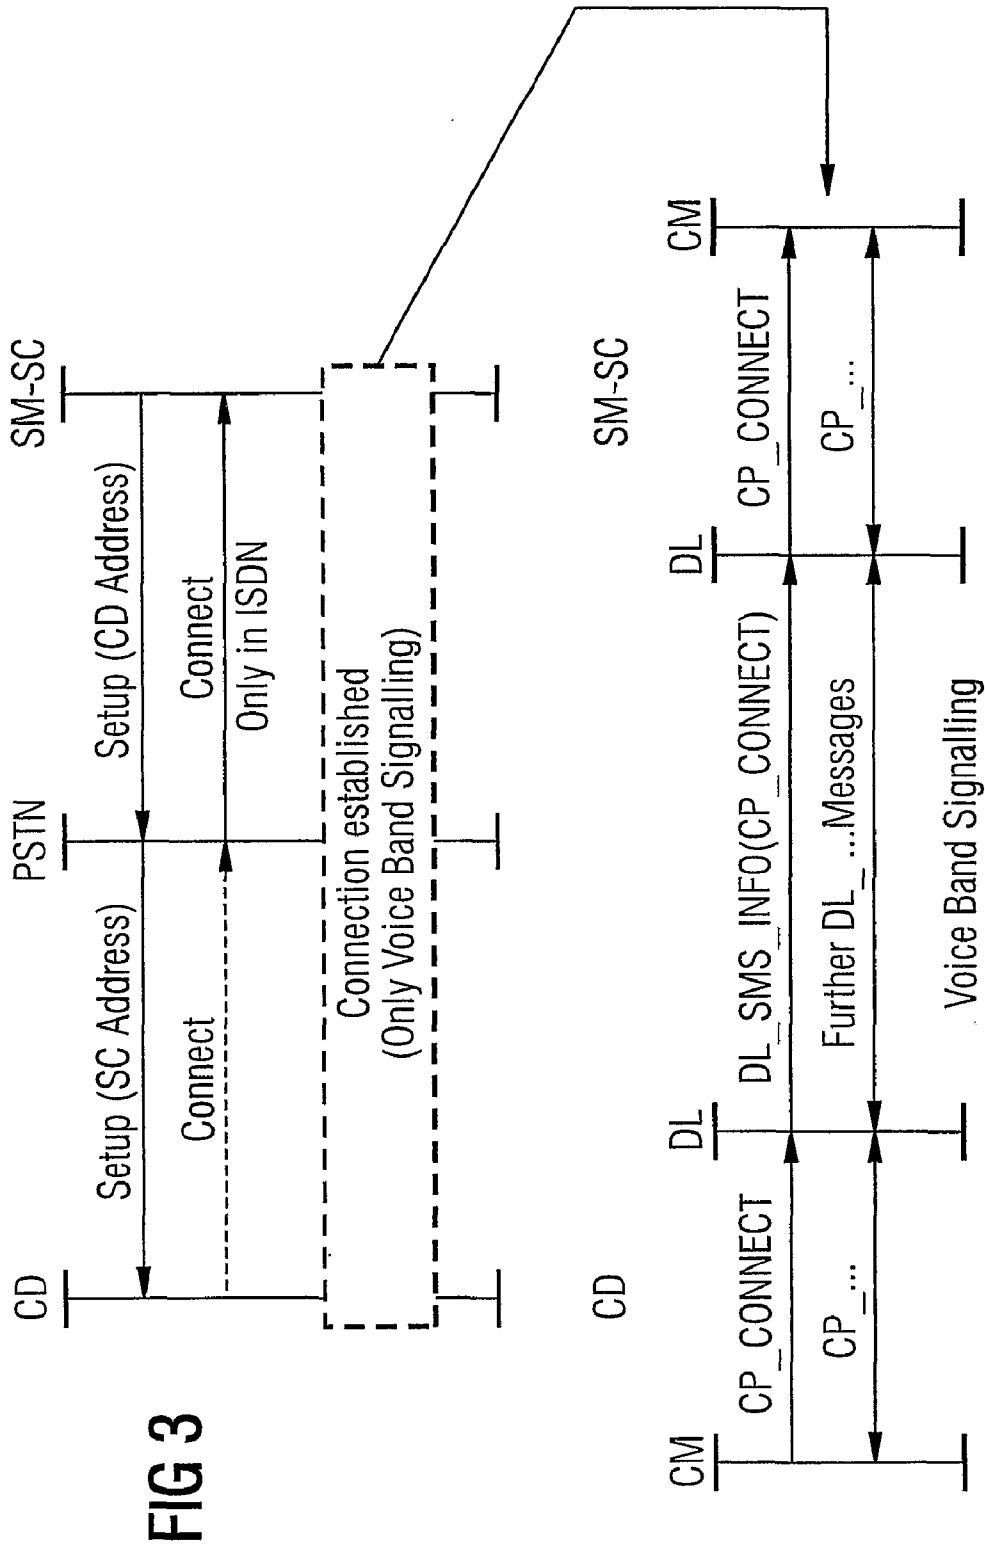 FIG 3
CD
PSTN
SM-SC
Setup (SC Address)
Setup (CD Address)
Connect
Connect
Only in ISDN
Connection established
(Only Voice Band Signalling)
CD
SM-SC
CM
DL
DL
CM
CP_CONNECT
DL_SMS_INFO(CP_CONNECT)
CP_CONNECT
CP_...
Further DL_...Messages
CP_...
Voice Band Signalling